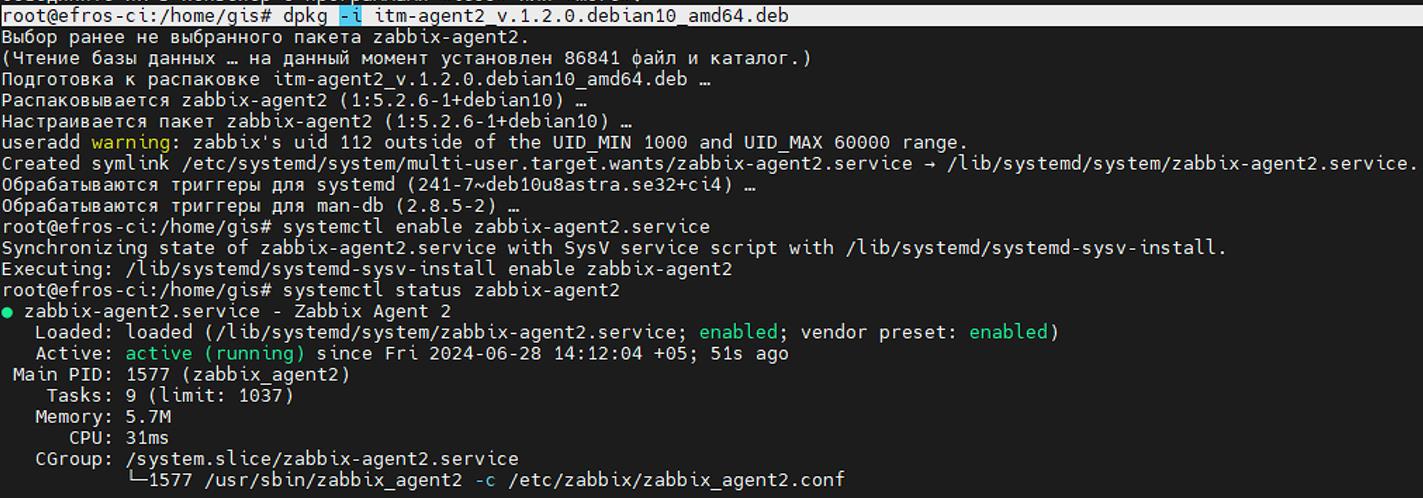 root@efros-ci:/home/gis# dpkg -i itm-agent2_v.1.2.0.debian10_amd64.deb
Выбор ранее не выбранного пакета zabbix-agent2.
(Чтение базы данных … на данный момент установлен 86841 файл и каталог.)
Подготовка к распаковке itm-agent2_v.1.2.0.debian10_amd64.deb …
Распаковывается zabbix-agent2 (1:5.2.6-1+debian10) …
Настраивается пакет zabbix-agent2 (1:5.2.6-1+debian10) …
useradd warning: zabbix's uid 112 outside of the UID_MIN 1000 and UID_MAX 60000 range.
Created symlink /etc/systemd/system/multi-user.target.wants/zabbix-agent2.service → /lib/systemd/system/zabbix-agent2.service.
Обрабатываются триггеры для systemd (241-7~deb10u8astra.se32+ci4) …
Обрабатываются триггеры для man-db (2.8.5-2) …
root@efros-ci:/home/gis# systemctl enable zabbix-agent2.service
Synchronizing state of zabbix-agent2.service with SysV service script with /lib/systemd/systemd-sysv-install.
Executing: /lib/systemd/systemd-sysv-install enable zabbix-agent2
root@efros-ci:/home/gis# systemctl status zabbix-agent2
● zabbix-agent2.service - Zabbix Agent 2
Loaded: loaded (/lib/systemd/system/zabbix-agent2.service; enabled; vendor preset: enabled)
Active: active (running) since Fri 2024-06-28 14:12:04 +05; 51s ago
Main PID: 1577 (zabbix_agent2)
Tasks: 9 (limit: 1037)
Memory: 5.7M
CPU: 31ms
CGroup: /system.slice/zabbix-agent2.service
└─1577 /usr/sbin/zabbix_agent2 -c /etc/zabbix/zabbix_agent2.conf